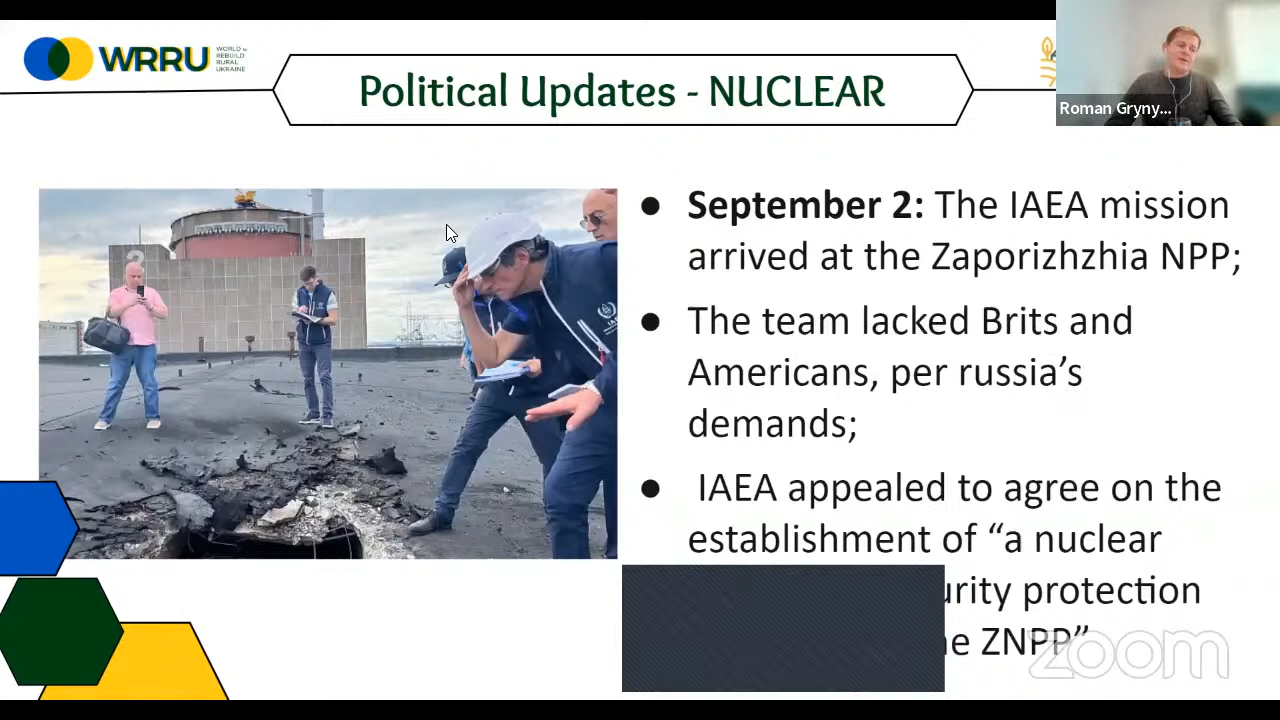 WRRU
WORLD to
REBUILD
RURAL
UKRAINE
Political Updates - NUCLEAR
Roman Gryny...
2
● September 2: The IAEA mission
arrived at the Zaporizhzhia NPP;
● The team lacked Brits and
Americans, per russia’s
demands;
● IAEA appealed to agree on the
establishment of “a nuclear
urity protection
ZNPP”
zoom